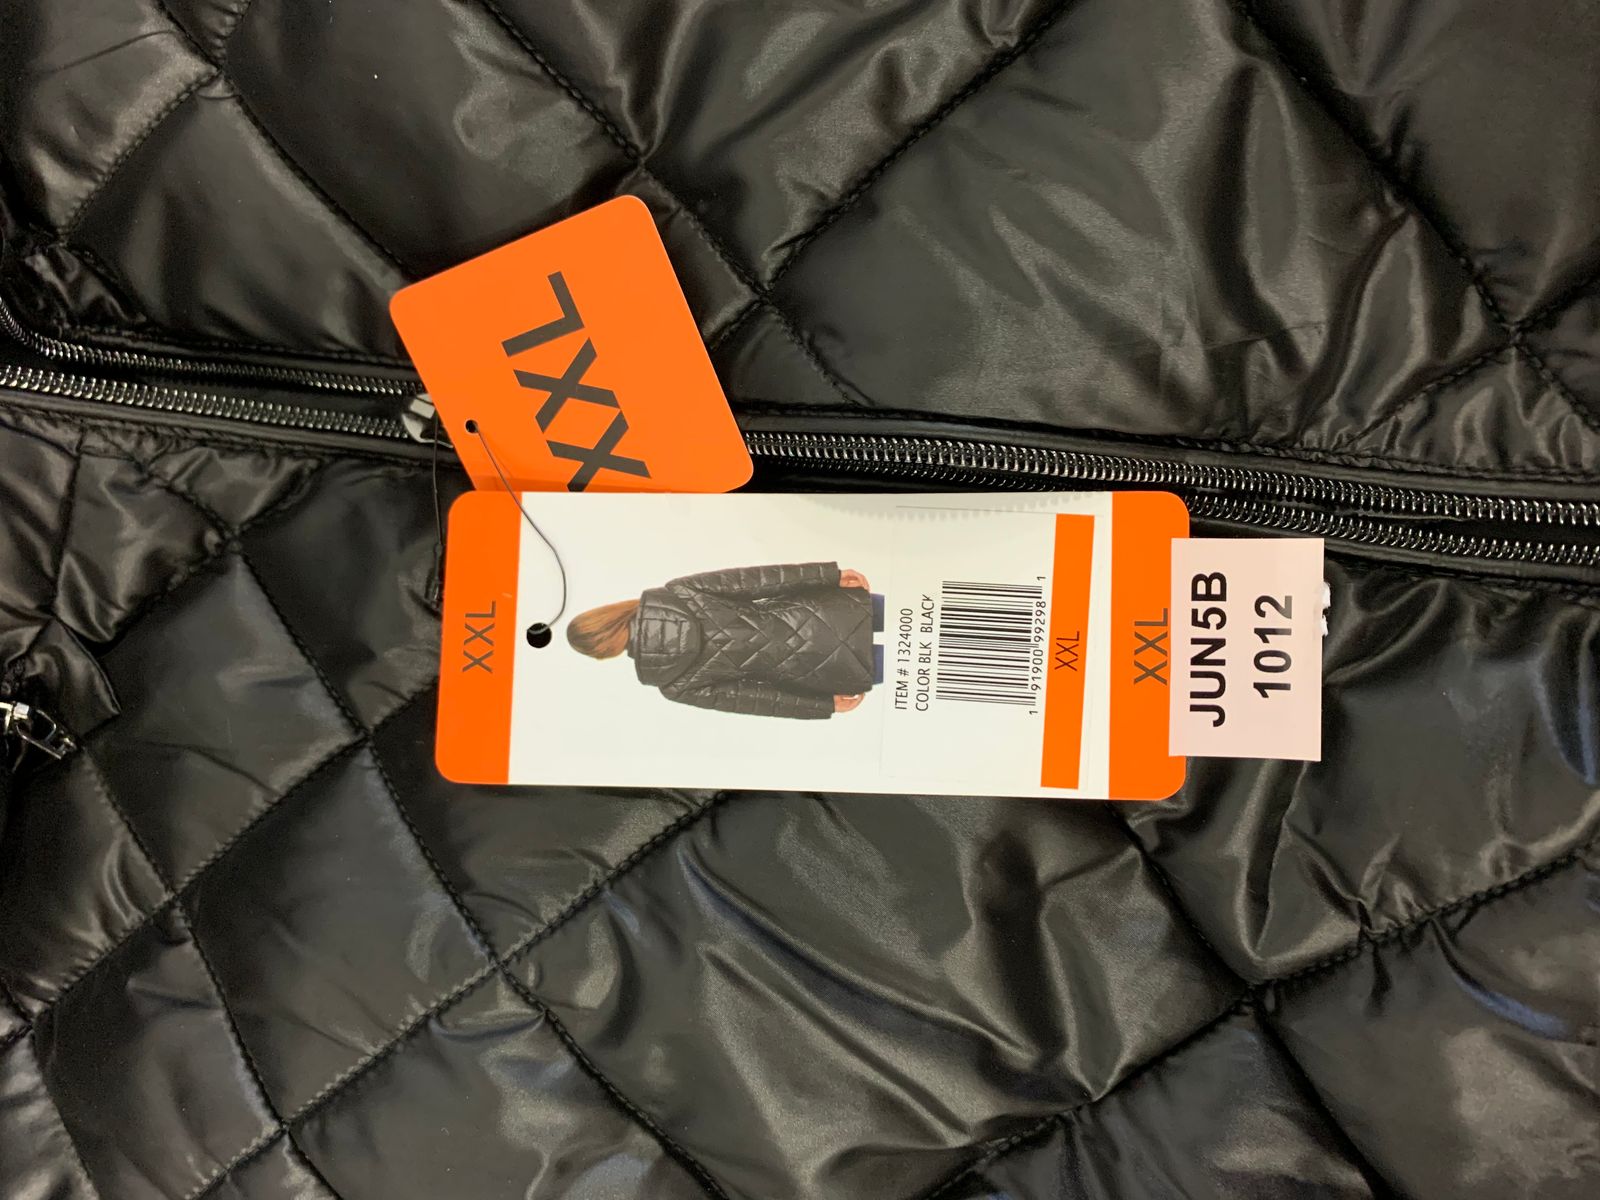 XXL
XXL
ITEM # 1324000
COLOR BLK BLACK
1 91900 99298 1
XXL
XXL
JUN5B
1012